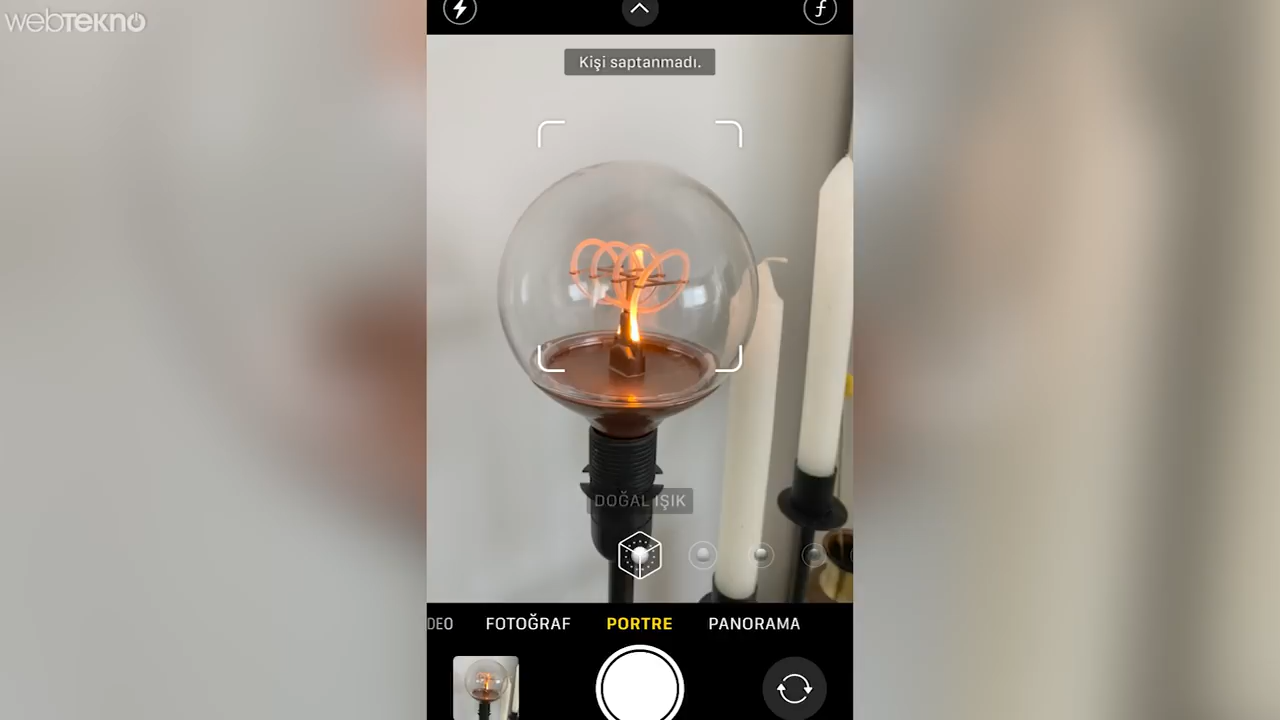 webTEKNO
Kişi saptanmadı.
DOĞAL IŞIK
DEO FOTOĞRAF PORTRE PANORAMA